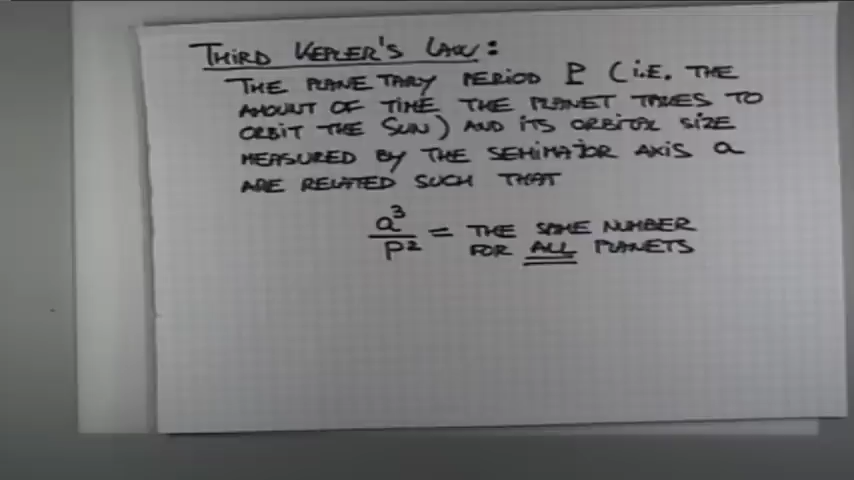 THIRD KEPLER'S LAW:
THE PLANETARY PERIOD P (i.E. THE
AMOUNT OF TIME THE PLANET TAKES TO
ORBIT THE SUN) AND ITS ORBITAL SIZE
MEASURED BY THE SEMIMAJOR AXIS a
ARE RELATED SUCH THAT
a³/P² = THE SAME NUMBER
FOR ALL PLANETS